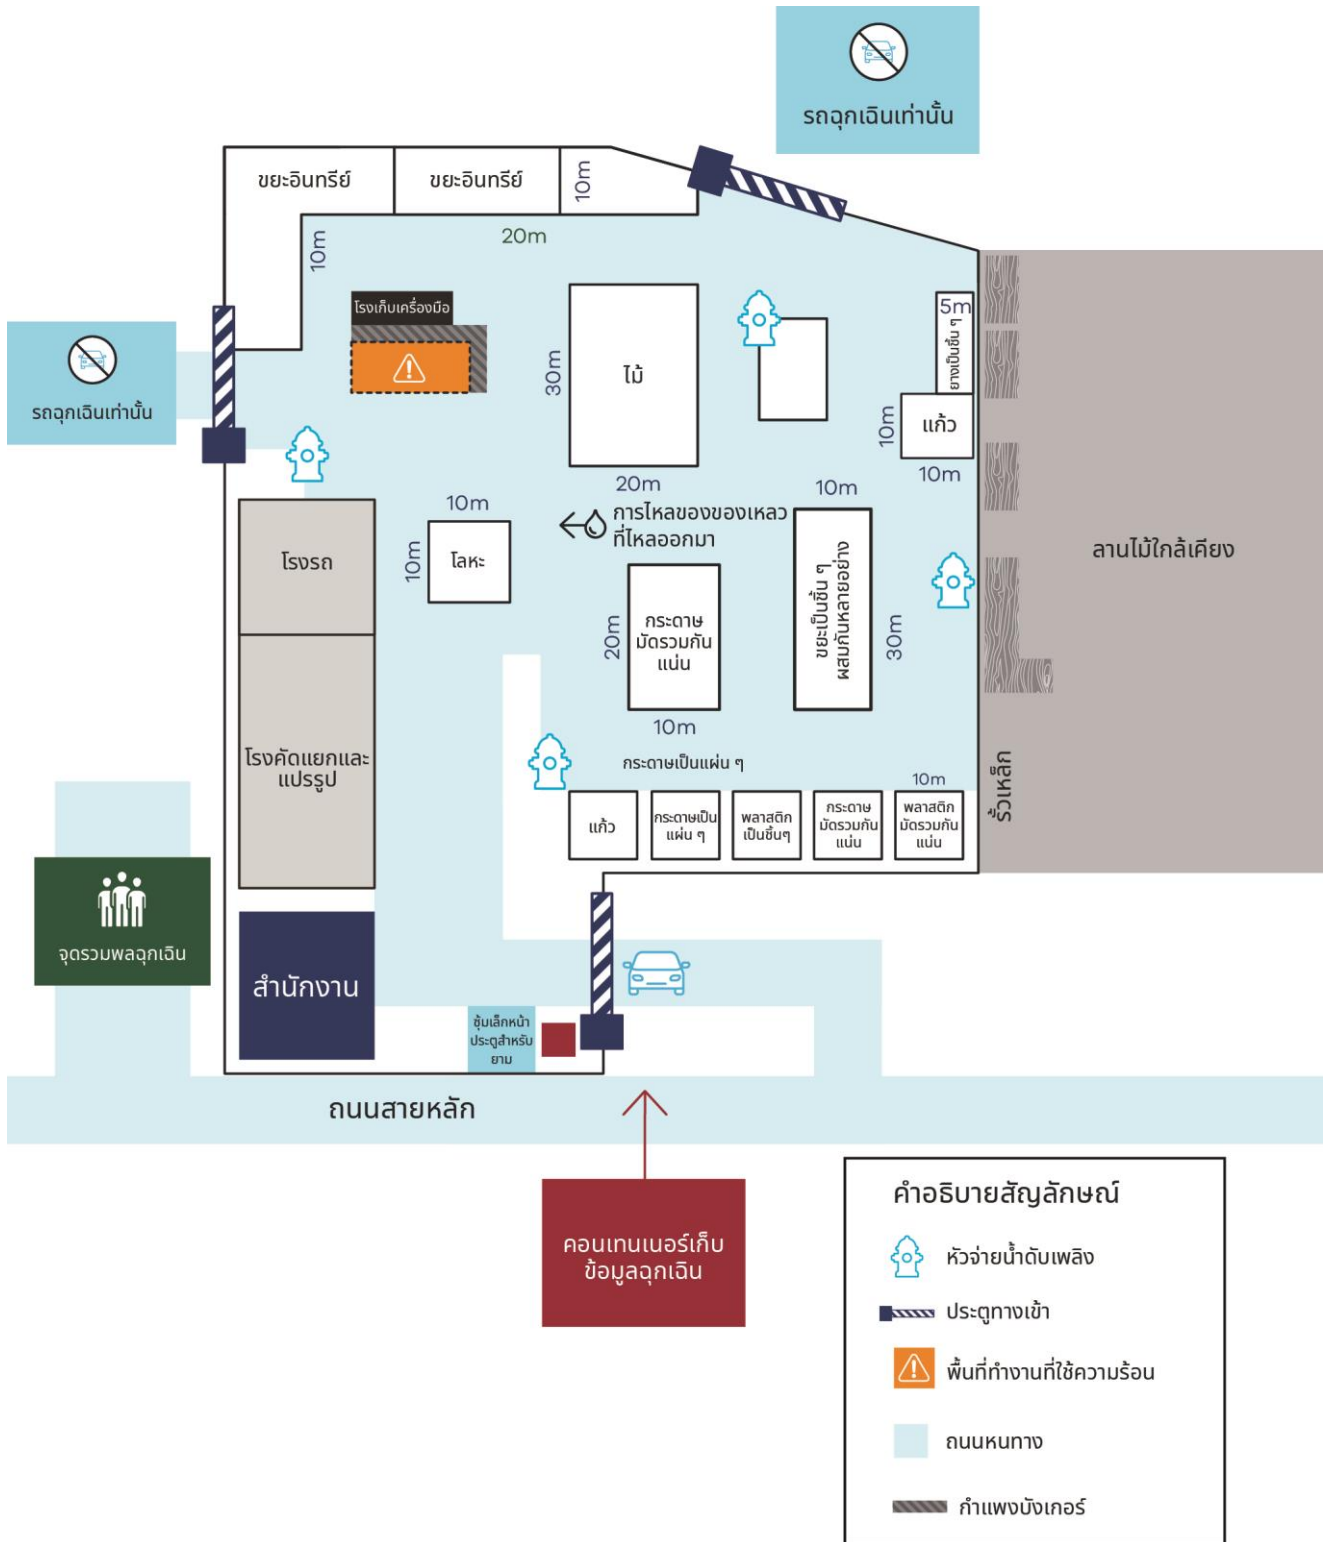 รถฉุกเฉินเท่านั้น
ขยะอินทรีย์
ขยะอินทรีย์
10m
10m
20m
โรงเก็บเครื่องมือ
รถฉุกเฉินเท่านั้น
30m
ไม้
20m
5m
ยางเป็นชิ้น ๆ
10m
แก้ว
10m
ลานไม้ใกล้เคียง
รั้วเหล็ก
10m
10m
โลหะ
การไหลของของเหลว
ที่ไหลออกมา
10m
ขยะเป็นชิ้น ๆ
ผสมกันหลายอย่าง
30m
20m
กระดาษ
มัดรวมกัน
แน่น
10m
โรงรถ
โรงคัดแยกและ
แปรรูป
กระดาษเป็นแผ่น ๆ
10m
แก้ว
กระดาษเป็น
แผ่น ๆ
พลาสติก
เป็นชิ้นๆ
กระดาษ
มัดรวมกัน
แน่น
พลาสติก
มัดรวมกัน
แน่น
จุดรวมพลฉุกเฉิน
สำนักงาน
ซุ้มเล็กหน้า
ประตูสำหรับ
ยาม
ถนนสายหลัก
คอนเทนเนอร์เก็บ
ข้อมูลฉุกเฉิน
คำอธิบายสัญลักษณ์
หัวจ่ายน้ำดับเพลิง
ประตูทางเข้า
พื้นที่ทำงานที่ใช้ความร้อน
ถนนหนทาง
กำแพงบังเกอร์